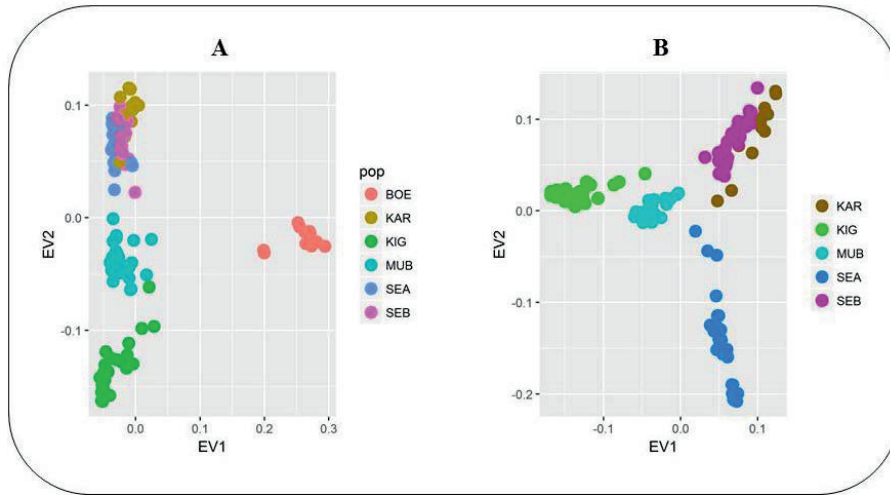 A
EV2
0.1
0.0
-0.1
0.0
0.1
0.2
0.3
EV1
pop
BOE
KAR
KIG
MUB
SEA
SEB
B
EV2
0.1
0.0
-0.1
-0.2
-0.1
0.0
0.1
EV1
KAR
KIG
MUB
SEA
SEB